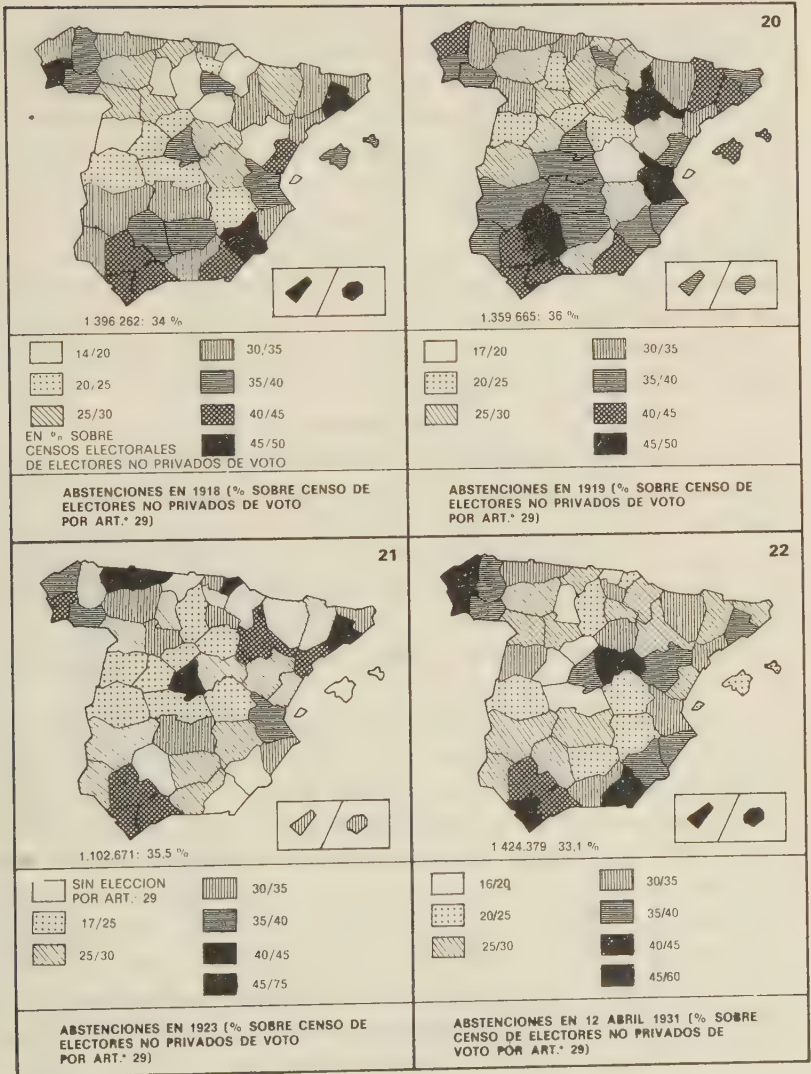 20
1 396 262: 34 %
14/20
20/25
25/30
EN % SOBRE
CENSOS ELECTORALES
DE ELECTORES NO PRIVADOS DE VOTO
30/35
35/40
40/45
45/50
ABSTENCIONES EN 1918 (% SOBRE CENSO DE
ELECTORES NO PRIVADOS DE VOTO
POR ART.° 29)
1.359 665: 36 %
17/20
20/25
25/30
30/35
35/40
40/45
45/50
ABSTENCIONES EN 1919 (% SOBRE CENSO DE
ELECTORES NO PRIVADOS DE VOTO
POR ART.° 29)
21
1.102.671: 35,5 %
SIN ELECCION
POR ART. 29
17/25
25/30
30/35
35/40
40/45
45/75
ABSTENCIONES EN 1923 (% SOBRE CENSO DE
ELECTORES NO PRIVADOS DE VOTO
POR ART.° 29)
22
1 424.379 33,1 %
16/20
20/25
25/30
30/35
35/40
40/45
45/60
ABSTENCIONES EN 12 ABRIL 1931 (% SOBRE
CENSO DE ELECTORES NO PRIVADOS DE
VOTO POR ART.° 29)